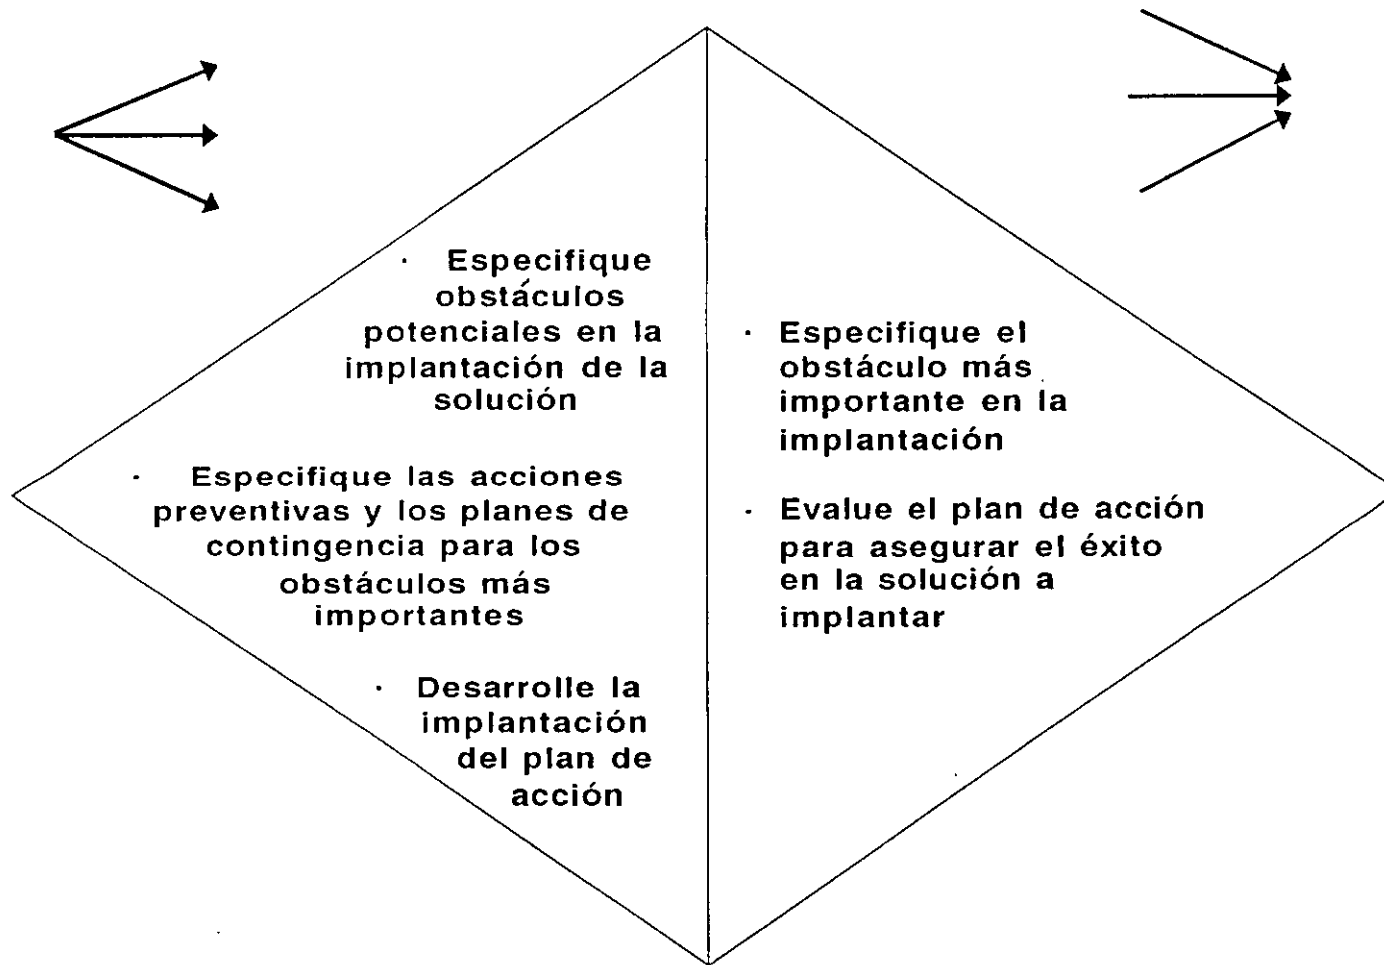 · Especifique
obstáculos
potenciales en la
implantación de la
solución
· Especifique las acciones
preventivas y los planes de
contingencia para los
obstáculos más
importantes
· Desarrolle la
implantación
del plan de
acción
· Especifique el
obstáculo más
importante en la
implantación
· Evalue el plan de acción
para asegurar el éxito
en la solución a
implantar